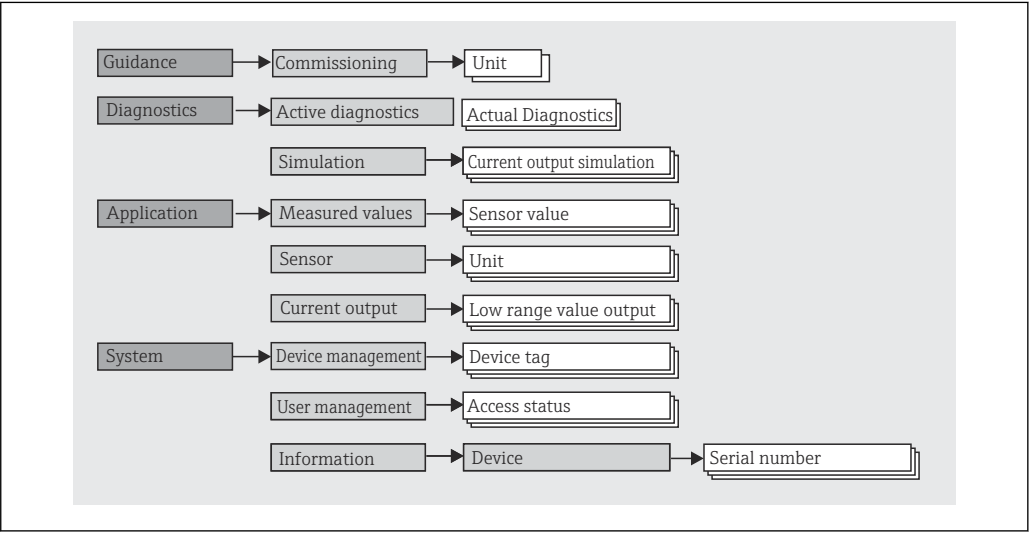 Guidance Commissioning Unit
Diagnostics Active diagnostics Actual Diagnostics
Simulation Current output simulation
Application Measured values Sensor value
Sensor Unit
Current output Low range value output
System Device management Device tag
User management Access status
Information Device Serial number